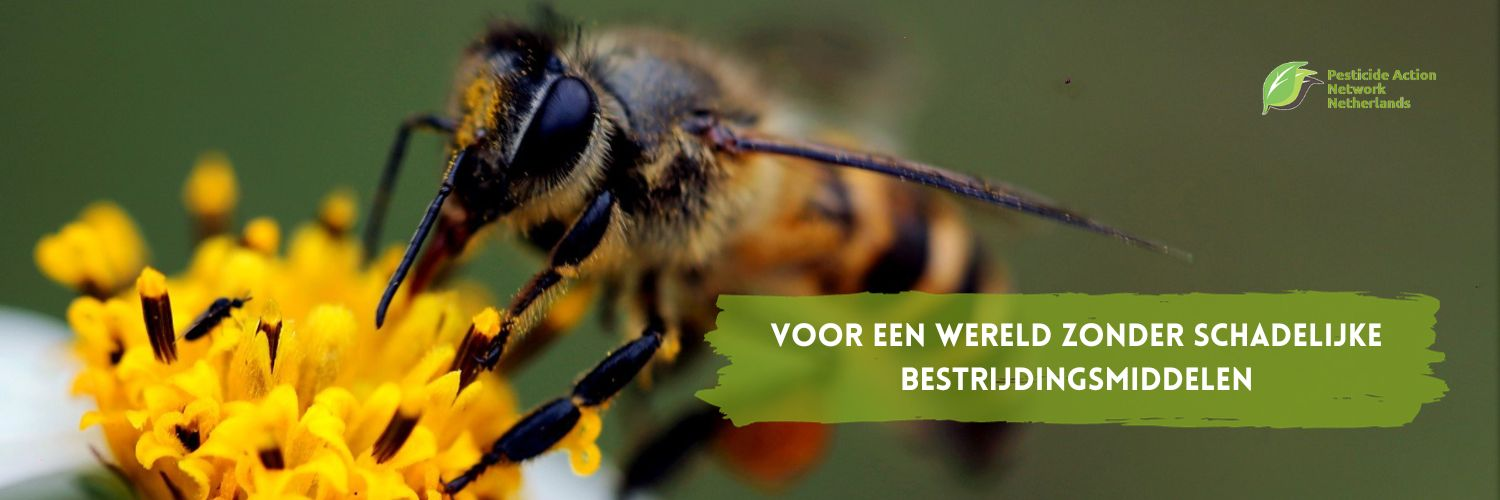 Pesticide Action
Network
Netherlands
VOOR EEN WERELD ZONDER SCHADELIJKE
BESTRIJDINGSMIDDELEN